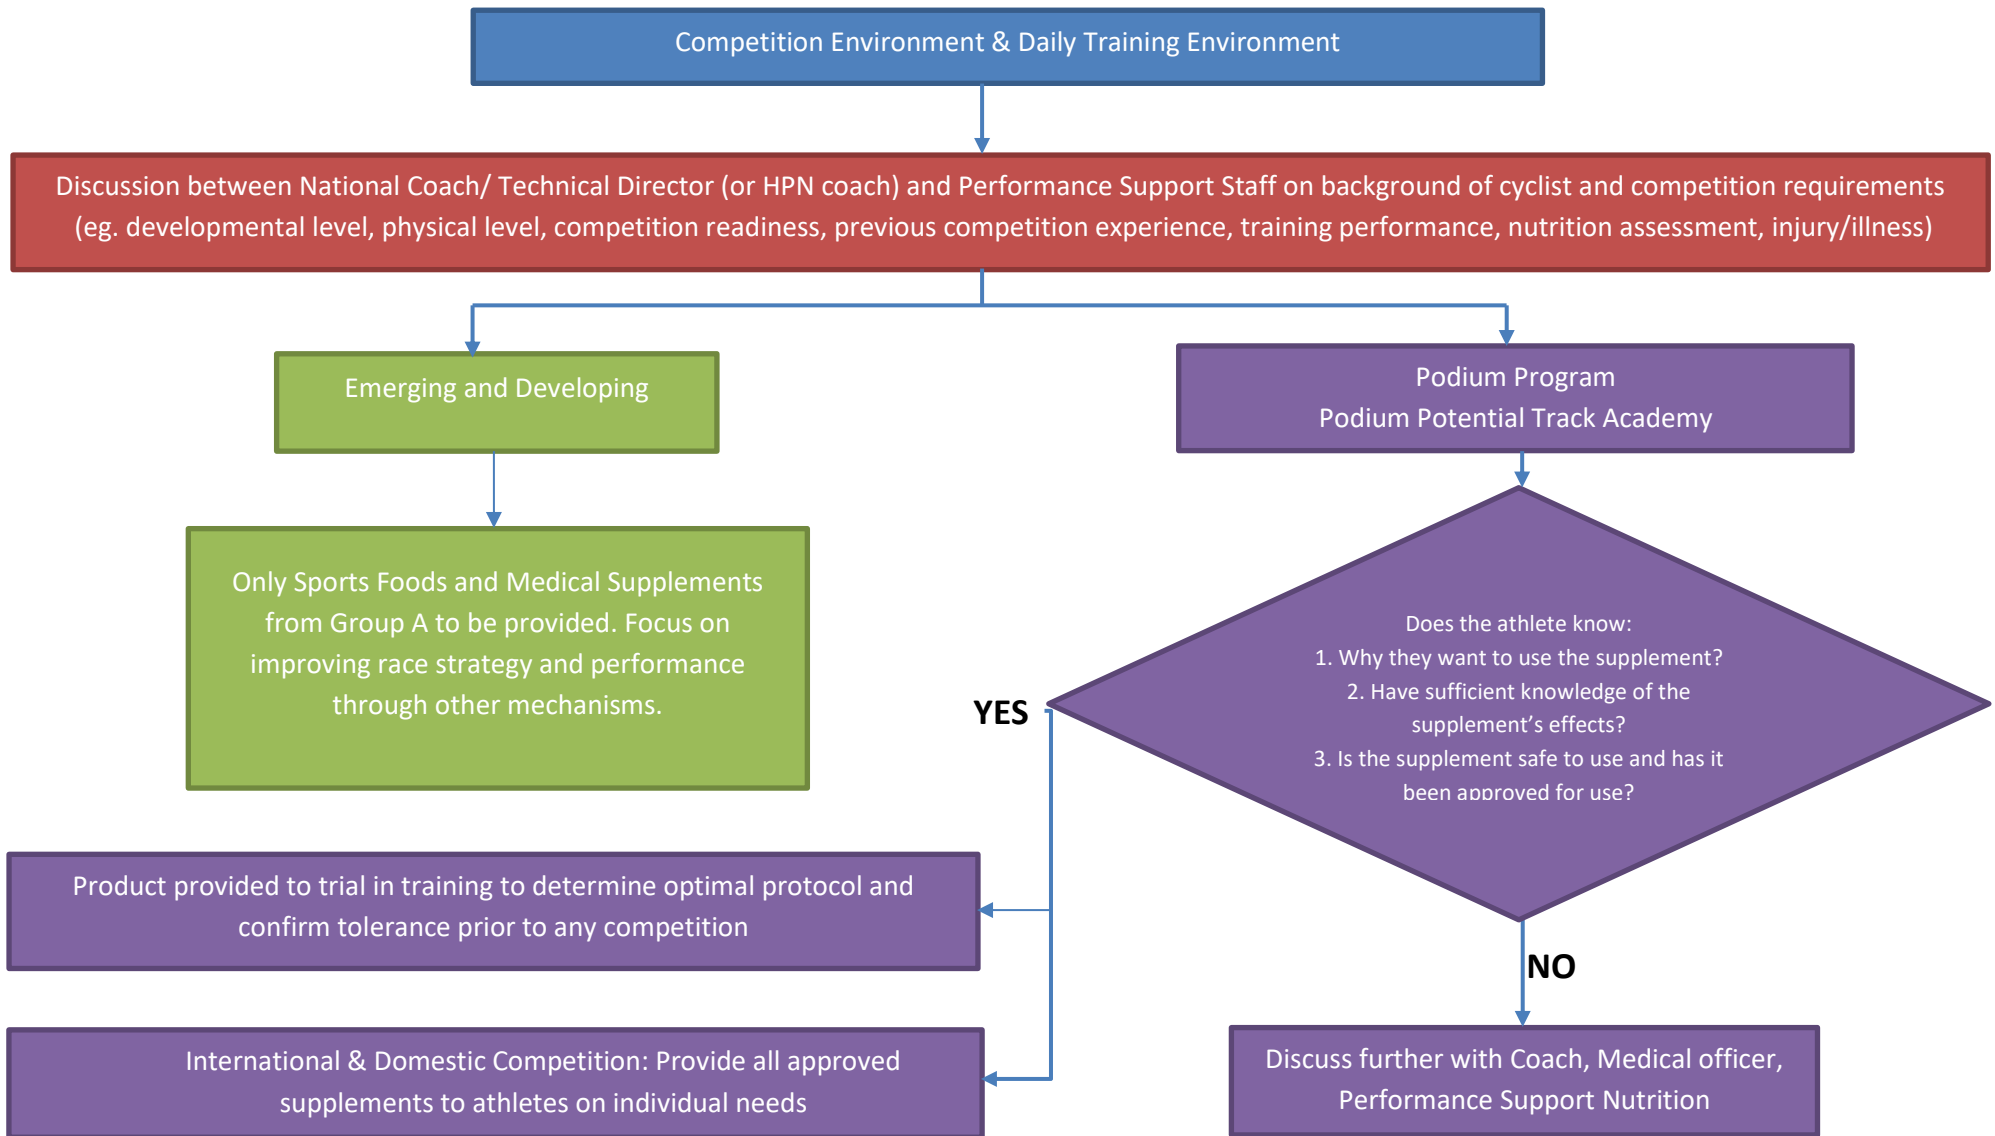 Competition Environment & Daily Training Environment
Discussion between National Coach/ Technical Director (or HPN coach) and Performance Support Staff on background of cyclist and competition requirements
(eg. developmental level, physical level, competition readiness, previous competition experience, training performance, nutrition assessment, injury/illness)
Emerging and Developing
Podium Program
Podium Potential Track Academy
Only Sports Foods and Medical Supplements
from Group A to be provided. Focus on
improving race strategy and performance
through other mechanisms.
Does the athlete know:
1. Why they want to use the supplement?
2. Have sufficient knowledge of the
supplement’s effects?
3. Is the supplement safe to use and has it
been approved for use?
YES
Product provided to trial in training to determine optimal protocol and
confirm tolerance prior to any competition
NO
International & Domestic Competition: Provide all approved
supplements to athletes on individual needs
Discuss further with Coach, Medical officer,
Performance Support Nutrition